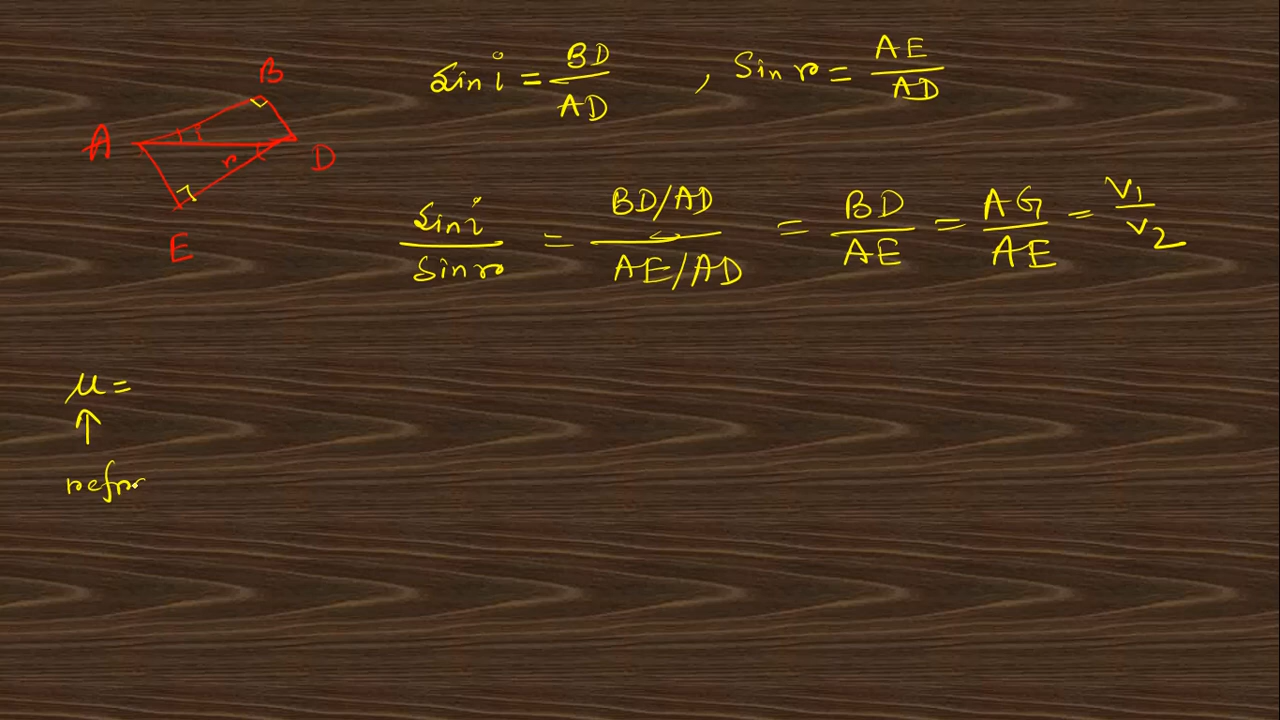 B
A i r D
E
sin i = BD/AD , sin r = AE/AD
sin i / sin r = BD/AD / AE/AD = BD/AE = AG/AE = V1/V2
μ =
↑
refr